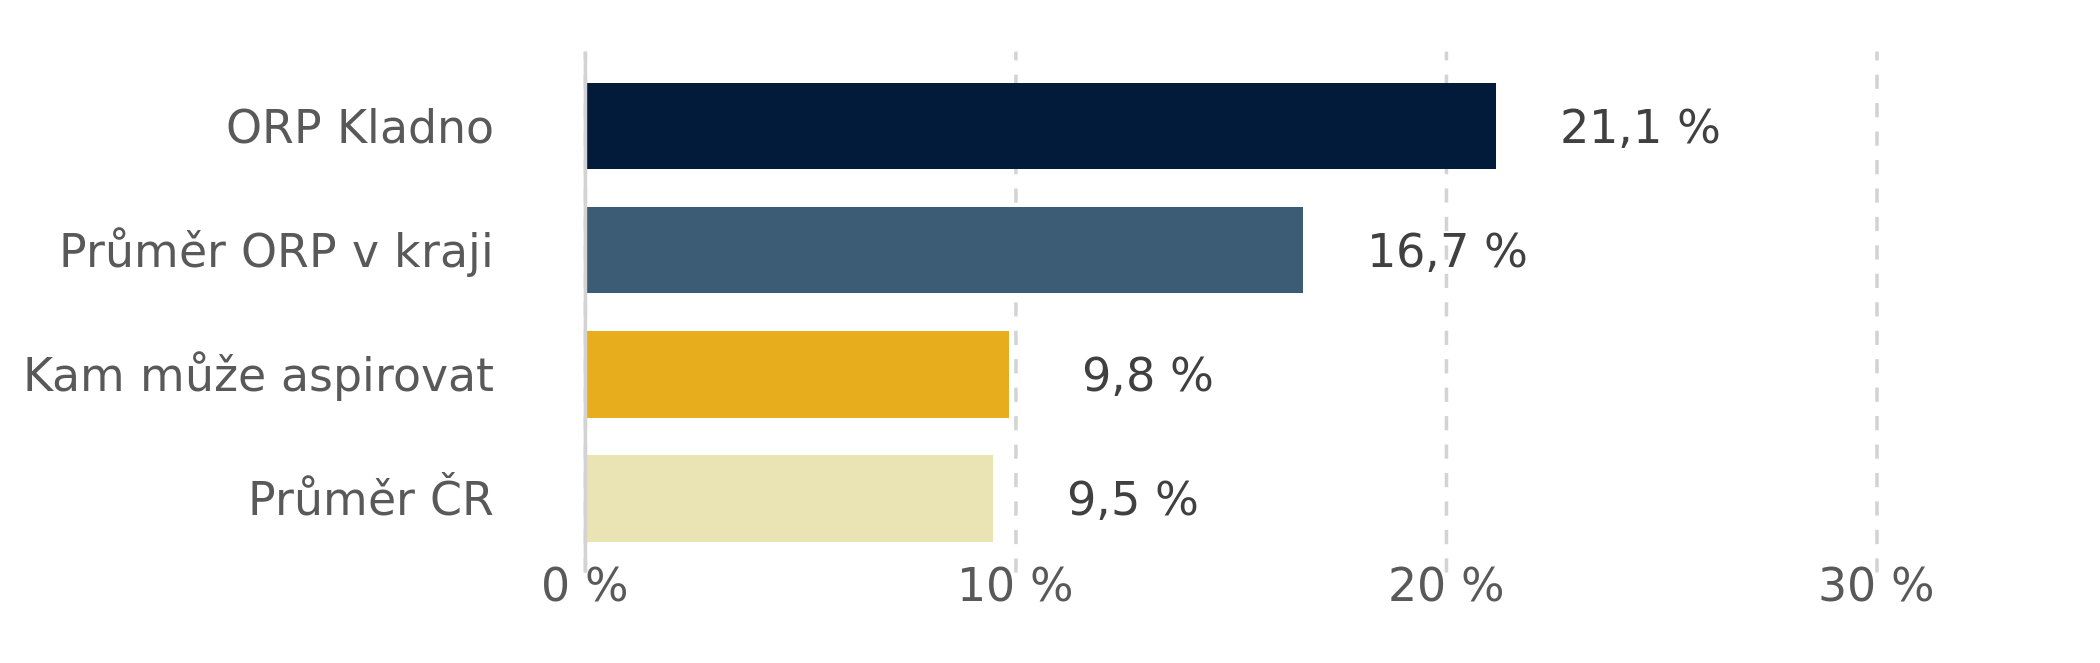 ORP Kladno 21,1 %
Průměr ORP v kraji 16,7 %
Kam může aspirovat 9,8 %
Průměr ČR 9,5 %
0 % 10 % 20 % 30 %